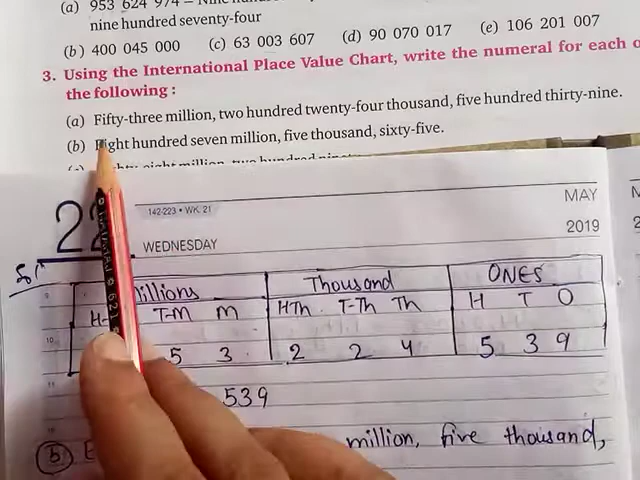 (a) 953 624 974 – Nine
nine hundred seventy-four
(b) 400 045 000 (c) 63 003 607 (d) 90 070 017 (e) 106 201 007
3. Using the International Place Value Chart, write the numeral for each
the following :
(a) Fifty-three million, two hundred twenty-four thousand, five hundred thirty-nine.
(b) Eight hundred seven million, five thousand, sixty-five.
22
142-223 • WK 21
MAY
WEDNESDAY
2019
Millions Thousand ONES
H- T-M M HTh. T-Th Th H T O
5 3 2 2 4 5 3 9
539
(b) million, five thousand,